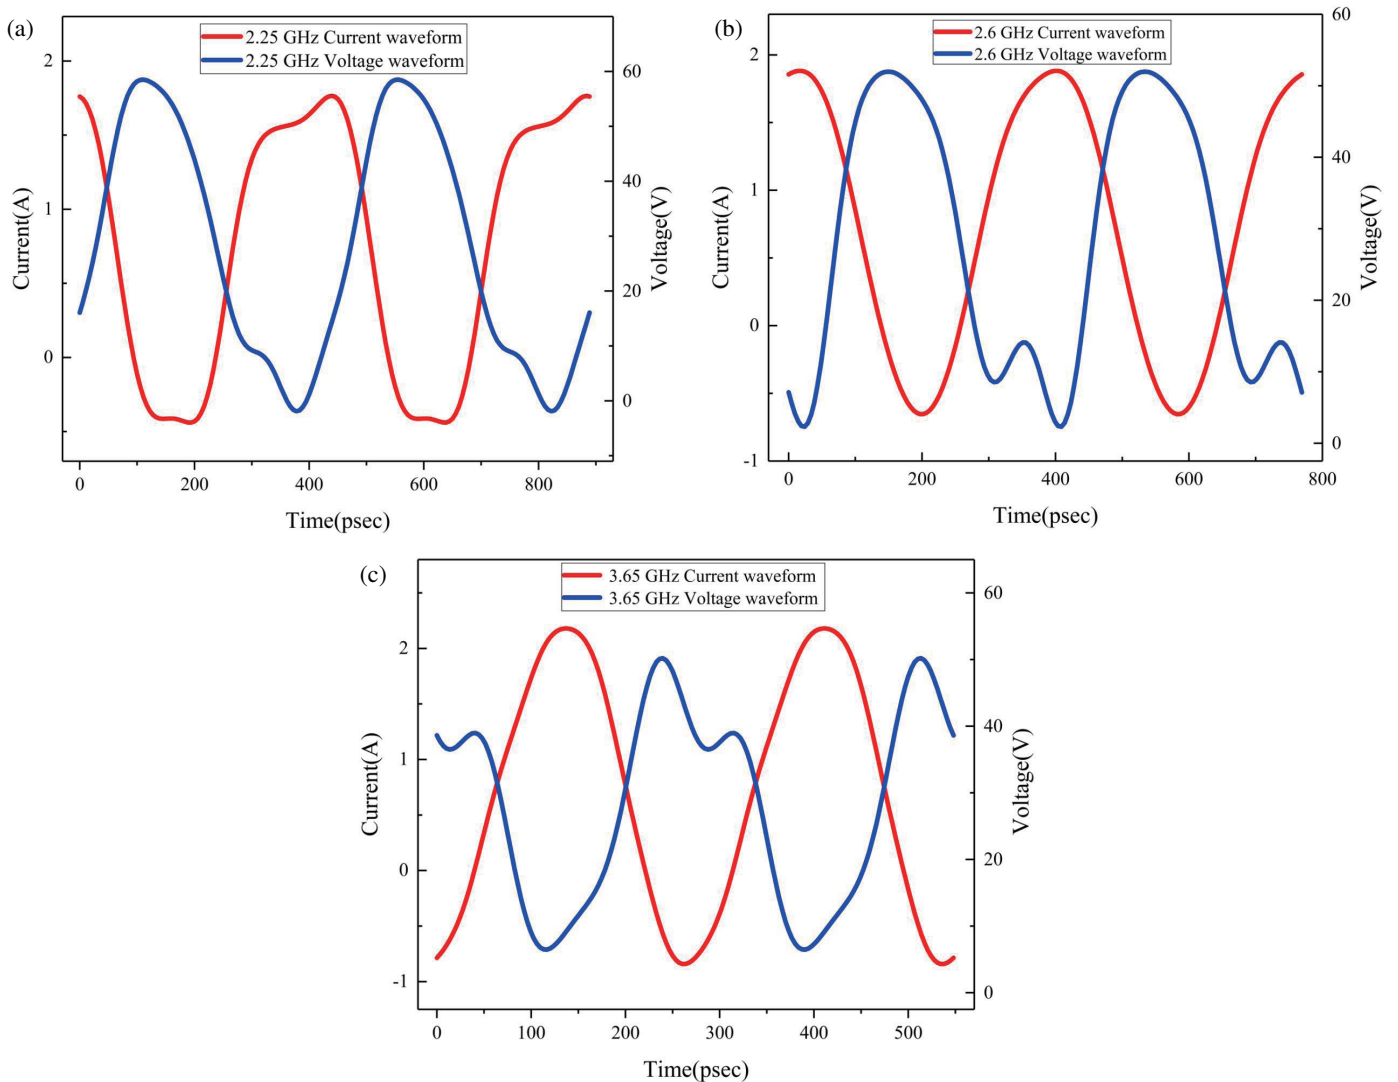 (a)
2.25 GHz Current waveform
2.25 GHz Voltage waveform
2
1
0
Current(A)
60
40
20
0
Voltage(V)
0
200
400
600
800
Time(psec)
(b)
2.6 GHz Current waveform
2.6 GHz Voltage waveform
2
1
0
-1
Current(A)
60
40
20
0
Voltage(V)
0
200
400
600
800
Time(psec)
(c)
3.65 GHz Current waveform
3.65 GHz Voltage waveform
2
1
0
-1
Current(A)
60
40
20
0
Voltage(V)
0
100
200
300
400
500
Time(psec)